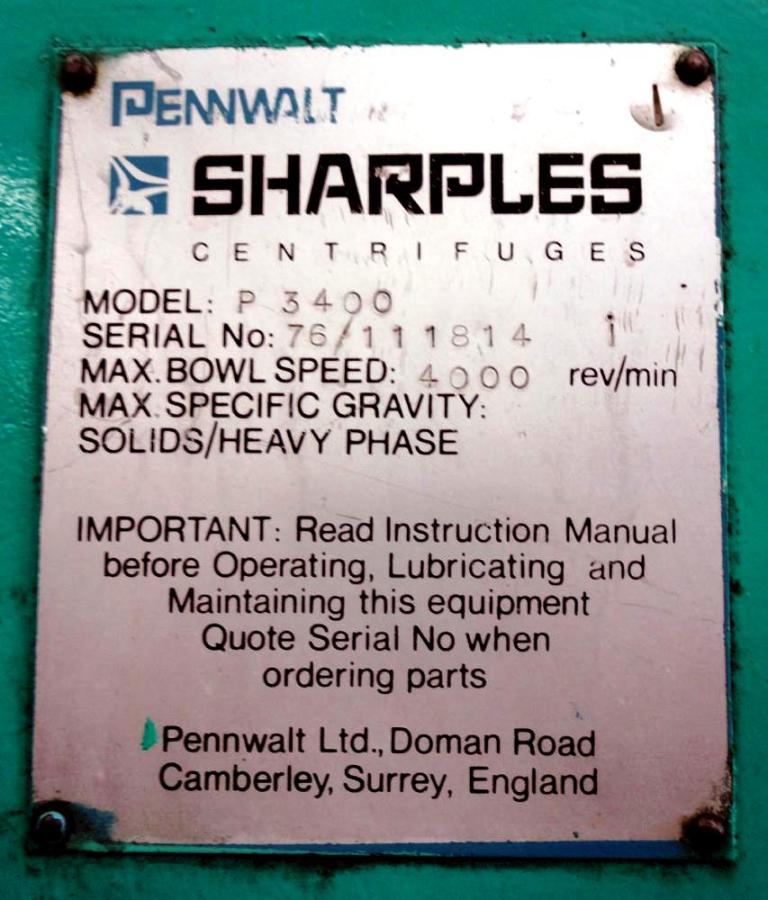 PENNWALT
SHARPLES
CENTRIFUGES
MODEL: P 3400
SERIAL No: 76/111814
MAX. BOWL SPEED: 4000 rev/min
MAX. SPECIFIC GRAVITY:
SOLIDS/HEAVY PHASE
IMPORTANT: Read Instruction Manual
before Operating, Lubricating and
Maintaining this equipment
Quote Serial No when
ordering parts
Pennwalt Ltd., Doman Road
Camberley, Surrey, England